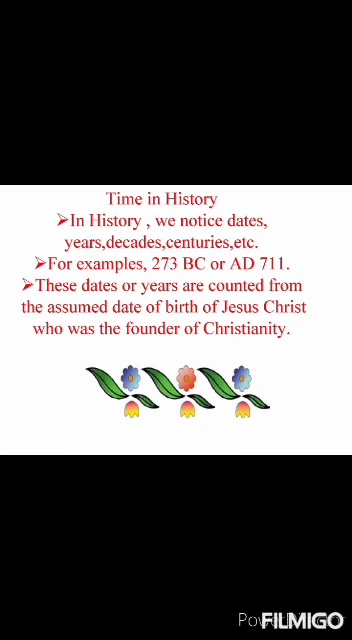 Time in History
➢In History , we notice dates,
years,decades,centuries,etc.
➢For examples, 273 BC or AD 711.
➢These dates or years are counted from
the assumed date of birth of Jesus Christ
who was the founder of Christianity.
FILMIGO